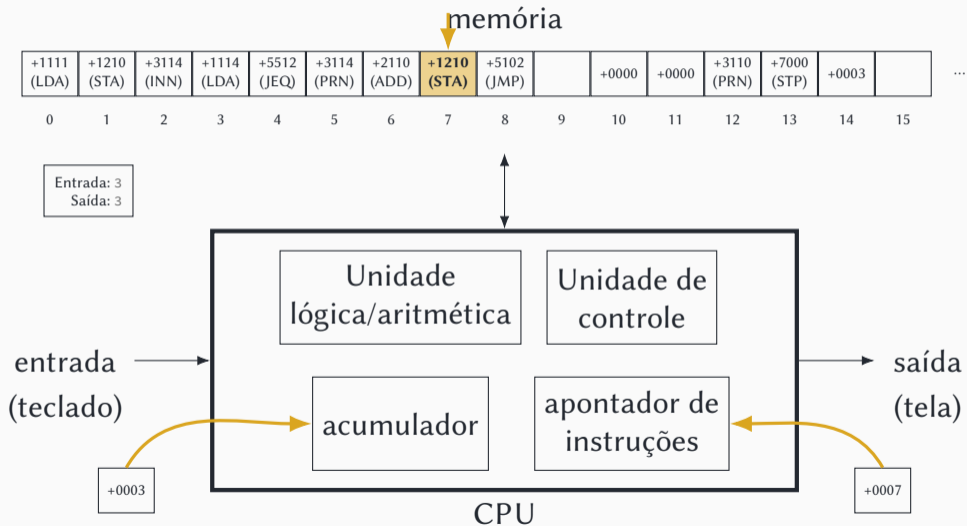 memória
+1111 +1210 +3114 +1114 +5512 +3114 +2110 +1210 +5102 +0000 +0000 +3110 +7000 +0003 ...
(LDA) (STA) (INN) (LDA) (JEQ) (PRN) (ADD) (STA) (JMP) (PRN) (STP)
0 1 2 3 4 5 6 7 8 9 10 11 12 13 14 15
Entrada: 3
Saída: 3
Unidade
lógica/aritmética
Unidade de
controle
entrada
(teclado)
saída
(tela)
acumulador
apontador de
instruções
+0003
+0007
CPU